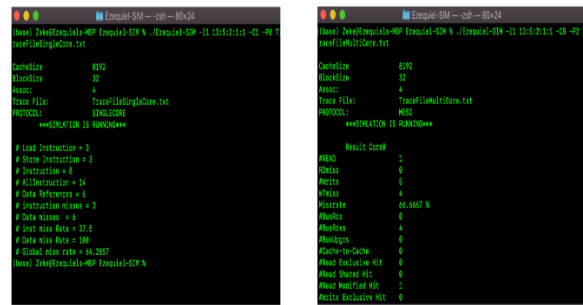 Ezequiel-SIM — -zsh — 80×24
(base) Zeke@Ezequiels-MBP Ezequiel-SIM % ./Ezequiel-SIM -l1 13:5:2:1:1 -C1 -P0 T
raceFileSingleCore.txt
CacheSize 8192
BlockSize 32
Assoc: 4
Trace File: TraceFileSingleCore.txt
PROTOCOL: SINGLECORE
***SIMLATION IS RUNNING***
# Load Instruction = 3
# Store Instruction = 3
# Instruction = 8
# AllInstruction = 14
# Data References = 6
# instruction misses = 3
# Data misses = 6
# inst miss Rate = 37.5
# Data miss Rate = 100
# Global miss rate = 64.2857
(base) Zeke@Ezequiels-MBP Ezequiel-SIM %
Ezequiel-SIM — -zsh — 80×24
(base) Zeke@Ezequiels-MBP Ezequiel-SIM % ./Ezequiel-SIM -l1 13:5:2:1:1 -C8 -P2
raceFileMultiCore.txt
CacheSize 8192
BlockSize 32
Assoc: 4
Trace File: TraceFileMultiCore.txt
PROTOCOL: MESI
***SIMLATION IS RUNNING***
Result Core0
#READ 1
RDmiss 0
#Write 5
WTmiss 4
Missrate 66.6667 %
#BusRds 0
#BusRdxs 4
#BusUpgrs 0
#Cache-to-Cache 0
#Read Exclusive Hit 0
#Read Shared Hit 0
#Read Modified Hit 1
#Write Exclusive Hit 0